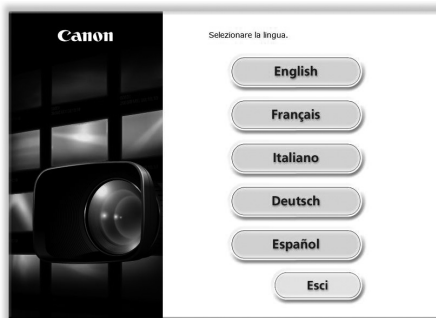 Canon
Selezionare la lingua.
English
Français
Italiano
Deutsch
Español
Esci